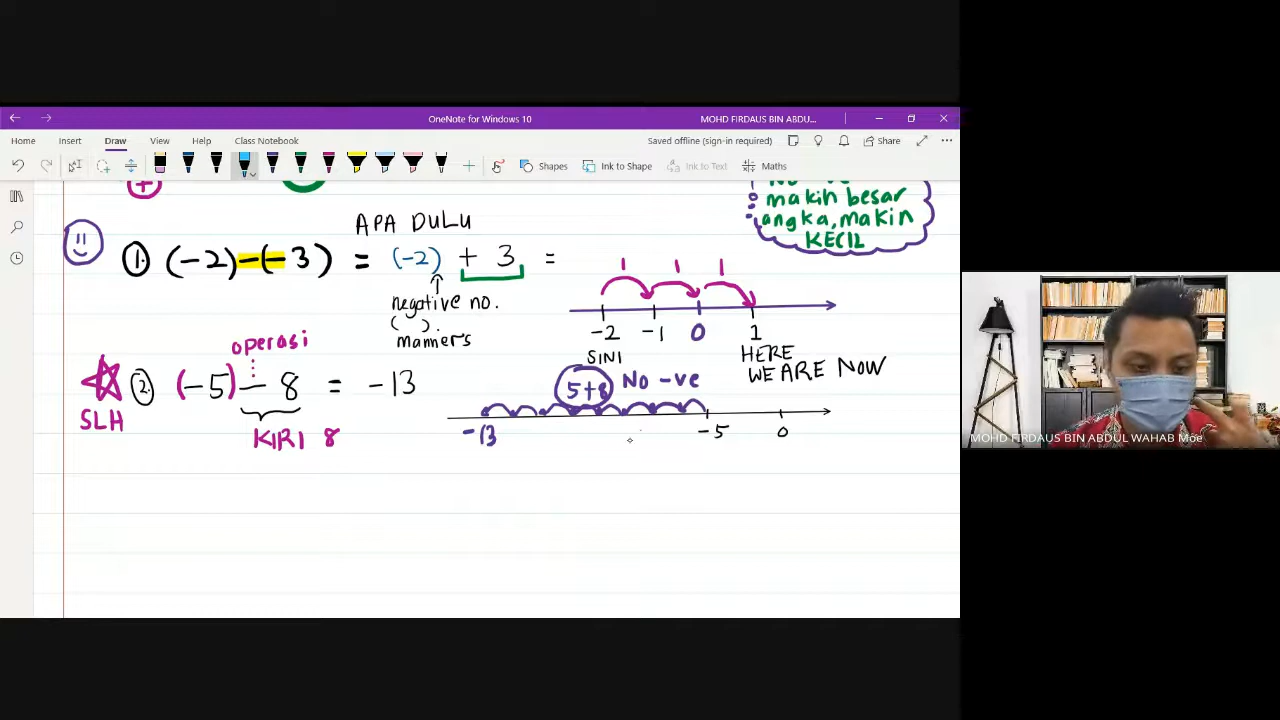 OneNote for Windows 10
MOHD FIRDAUS BIN ABDU...
Home Insert Draw View Help Class Notebook
Saved offline (sign-in required)
Share
Shapes Ink to Shape Ink to Text Maths
+
makin besar
angka, makin
KECIL
APA DULU
1. (-2)-(-3) = (-2) + 3 =
negative no.
( ).
manners
1 1 1
-2 -1 0 1
SINI
HERE
WE ARE NOW
operasi
2. (-5) - 8 = -13
SLH
KIRI 8
5+8 No -ve
-13 -5 0
MOHD FIRDAUS BIN ABDUL WAHAB Moe